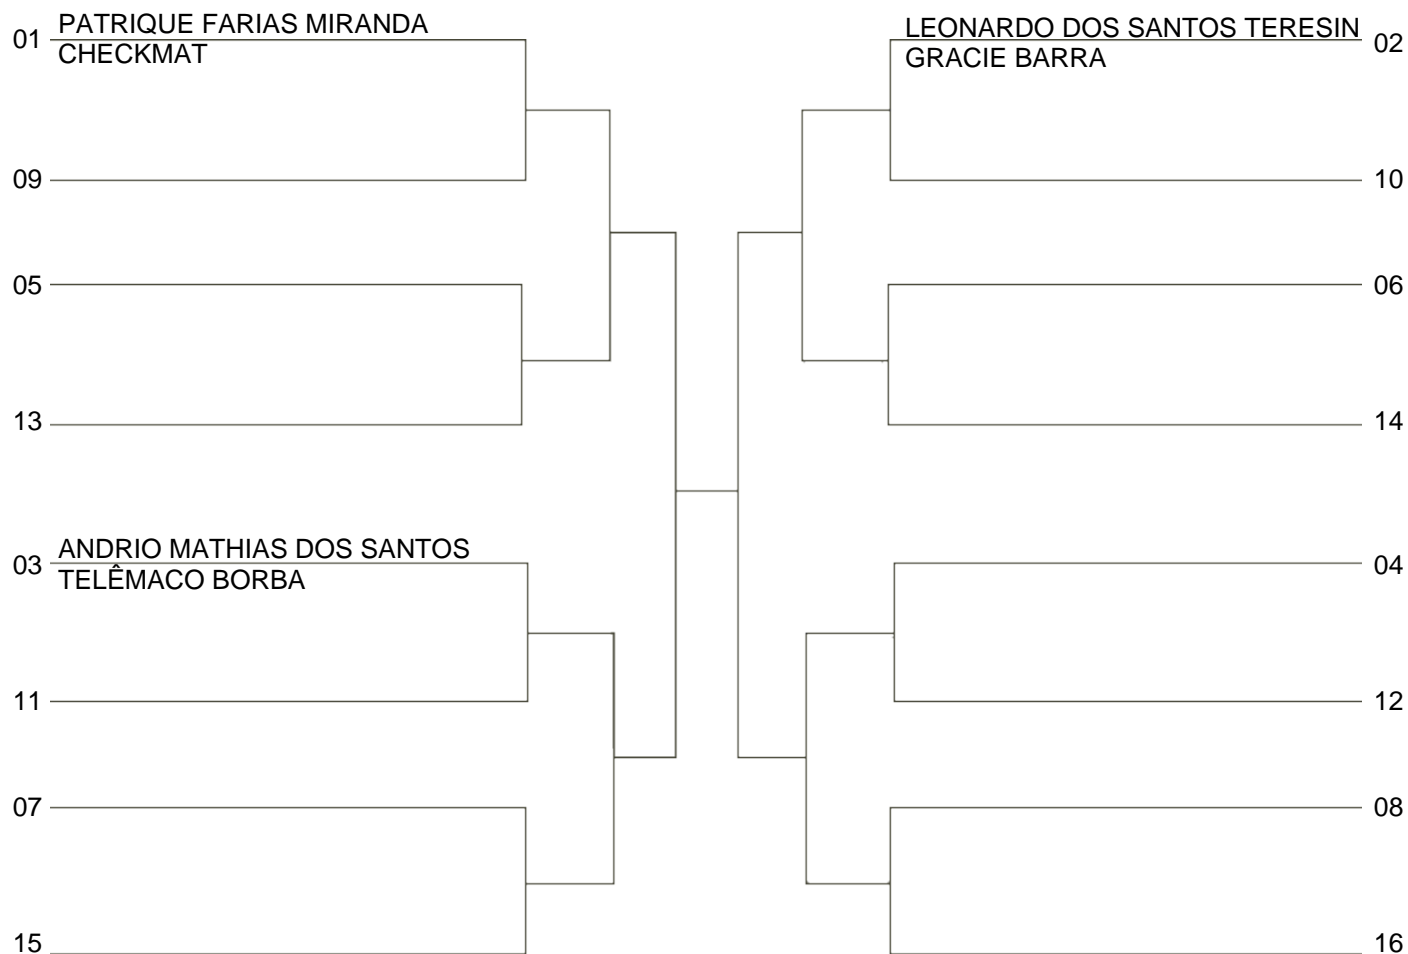 01 PATRIQUE FARIAS MIRANDA
CHECKMAT
09
05
13
03 ANDRIO MATHIAS DOS SANTOS
TELÊMACO BORBA
11
07
15
LEONARDO DOS SANTOS TERESIN 02
GRACIE BARRA
10
06
14
04
12
08
16